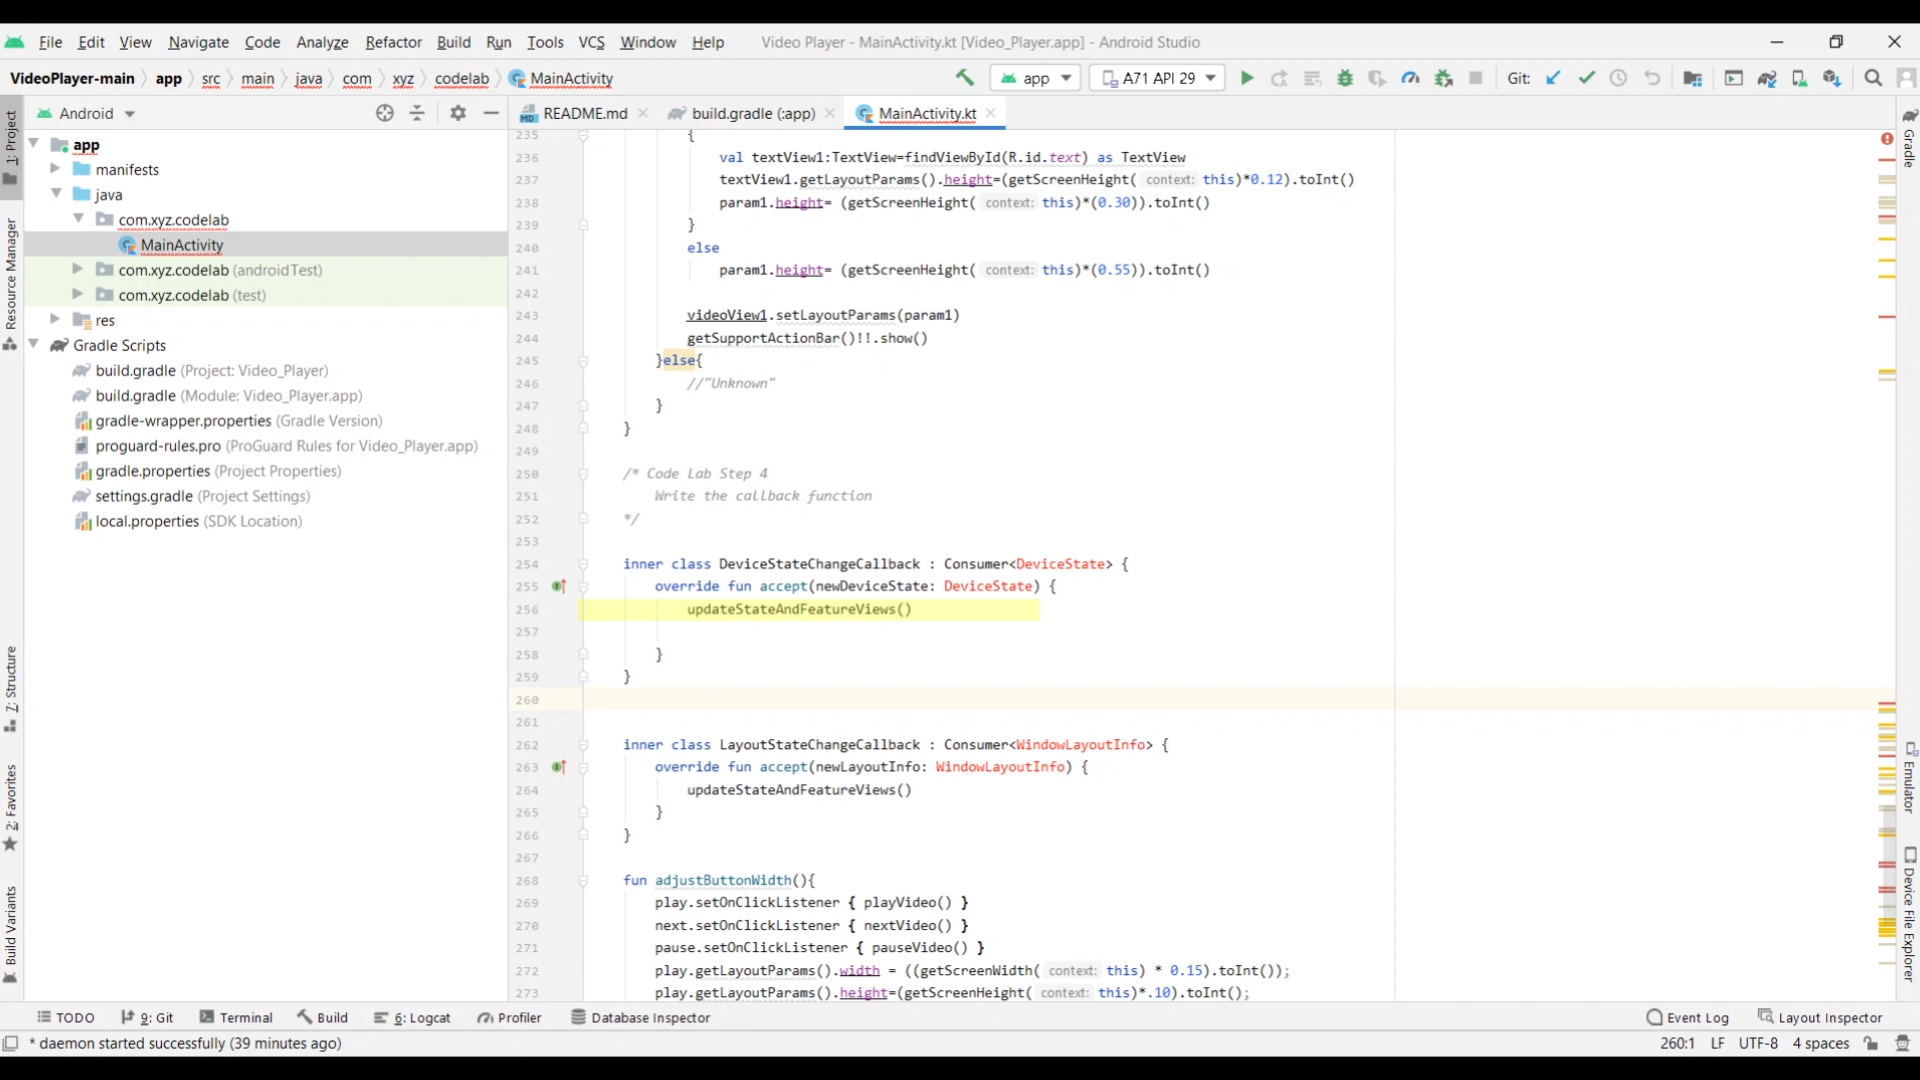 File Edit View Navigate Code Analyze Refactor Build Run Tools VCS Window Help Video Player - MainActivity.kt [Video_Player.app] - Android Studio
VideoPlayer-main app src main java com xyz codelab MainActivity app A71 API 29 Git:
Android README.md build.gradle (:app) MainActivity.kt
1: Project
Resource Manager
7: Structure
2: Favorites
Build Variants
app
manifests
java
com.xyz.codelab
MainActivity
com.xyz.codelab (androidTest)
com.xyz.codelab (test)
res
Gradle Scripts
build.gradle (Project: Video_Player)
build.gradle (Module: Video_Player.app)
gradle-wrapper.properties (Gradle Version)
proguard-rules.pro (ProGuard Rules for Video_Player.app)
gradle.properties (Project Properties)
settings.gradle (Project Settings)
local.properties (SDK Location)
235 {
236 val textView1:TextView=findViewById(R.id.text) as TextView
237 textView1.getLayoutParams().height=(getScreenHeight( context: this)*0.12).toInt()
238 param1.height= (getScreenHeight( context: this)*(0.30)).toInt()
239 }
240 else
241 param1.height= (getScreenHeight( context: this)*(0.55)).toInt()
242
243 videoView1.setLayoutParams(param1)
244 getSupportActionBar()!!.show()
245 }else{
246 //"Unknown"
247 }
248 }
249
250 /* Code Lab Step 4
251 Write the callback function
252 */
253
254 inner class DeviceStateChangeCallback : Consumer<DeviceState> {
255 override fun accept(newDeviceState: DeviceState) {
256 updateStateAndFeatureViews()
257
258 }
259 }
260
261
262 inner class LayoutStateChangeCallback : Consumer<WindowLayoutInfo> {
263 override fun accept(newLayoutInfo: WindowLayoutInfo) {
264 updateStateAndFeatureViews()
265 }
266 }
267
268 fun adjustButtonWidth(){
269 play.setOnClickListener { playVideo() }
270 next.setOnClickListener { nextVideo() }
271 pause.setOnClickListener { pauseVideo() }
272 play.getLayoutParams().width = ((getScreenWidth( context: this) * 0.15).toInt());
273 play.getLayoutParams().height=(getScreenHeight( context: this)*.10).toInt();
Gradle
Emulator
Device File Explorer
TODO 9: Git Terminal Build 6: Logcat Profiler Database Inspector Event Log Layout Inspector
* daemon started successfully (39 minutes ago) 260:1 LF UTF-8 4 spaces